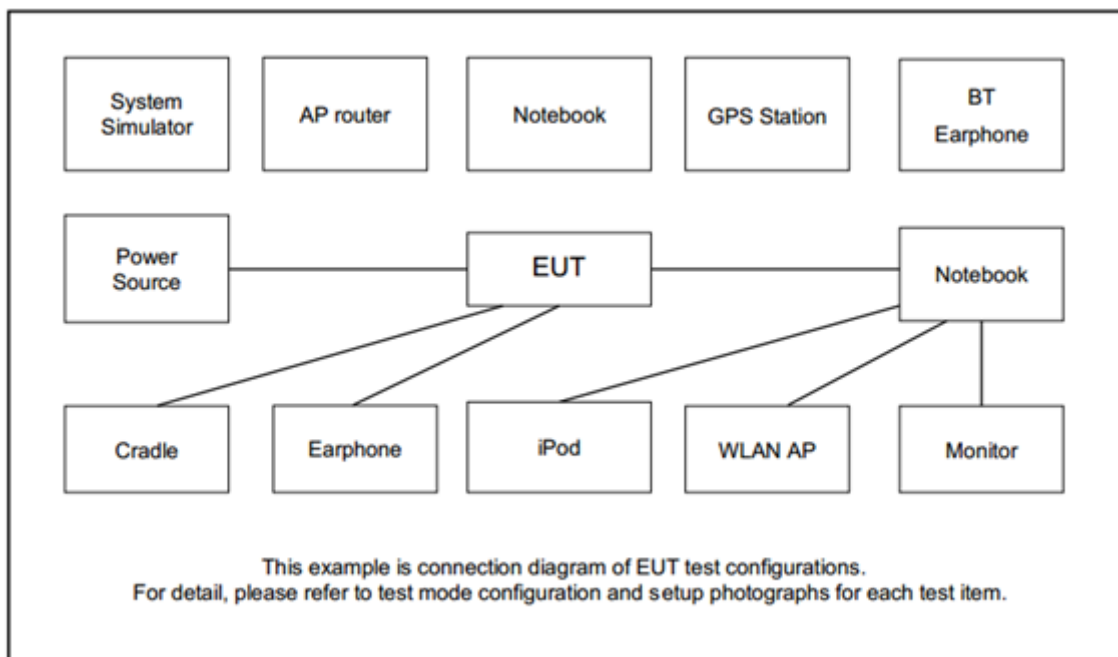 System
Simulator
AP router
Notebook
GPS Station
BT
Earphone
Power
Source
EUT
Notebook
Cradle
Earphone
iPod
WLAN AP
Monitor
This example is connection diagram of EUT test configurations.
For detail, please refer to test mode configuration and setup photographs for each test item.